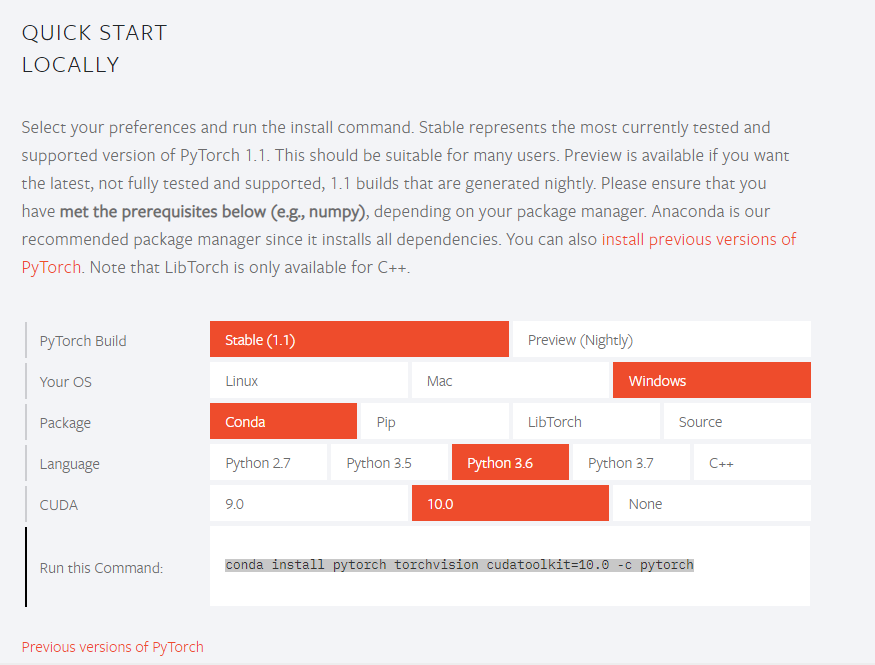 QUICK START
LOCALLY
Select your preferences and run the install command. Stable represents the most currently tested and
supported version of PyTorch 1.1. This should be suitable for many users. Preview is available if you want
the latest, not fully tested and supported, 1.1 builds that are generated nightly. Please ensure that you
have met the prerequisites below (e.g., numpy), depending on your package manager. Anaconda is our
recommended package manager since it installs all dependencies. You can also install previous versions of
PyTorch. Note that LibTorch is only available for C++.
PyTorch Build Stable (1.1) Preview (Nightly)
Your OS Linux Mac Windows
Package Conda Pip LibTorch Source
Language Python 2.7 Python 3.5 Python 3.6 Python 3.7 C++
CUDA 9.0 10.0 None
Run this Command: conda install pytorch torchvision cudatoolkit=10.0 -c pytorch
Previous versions of PyTorch